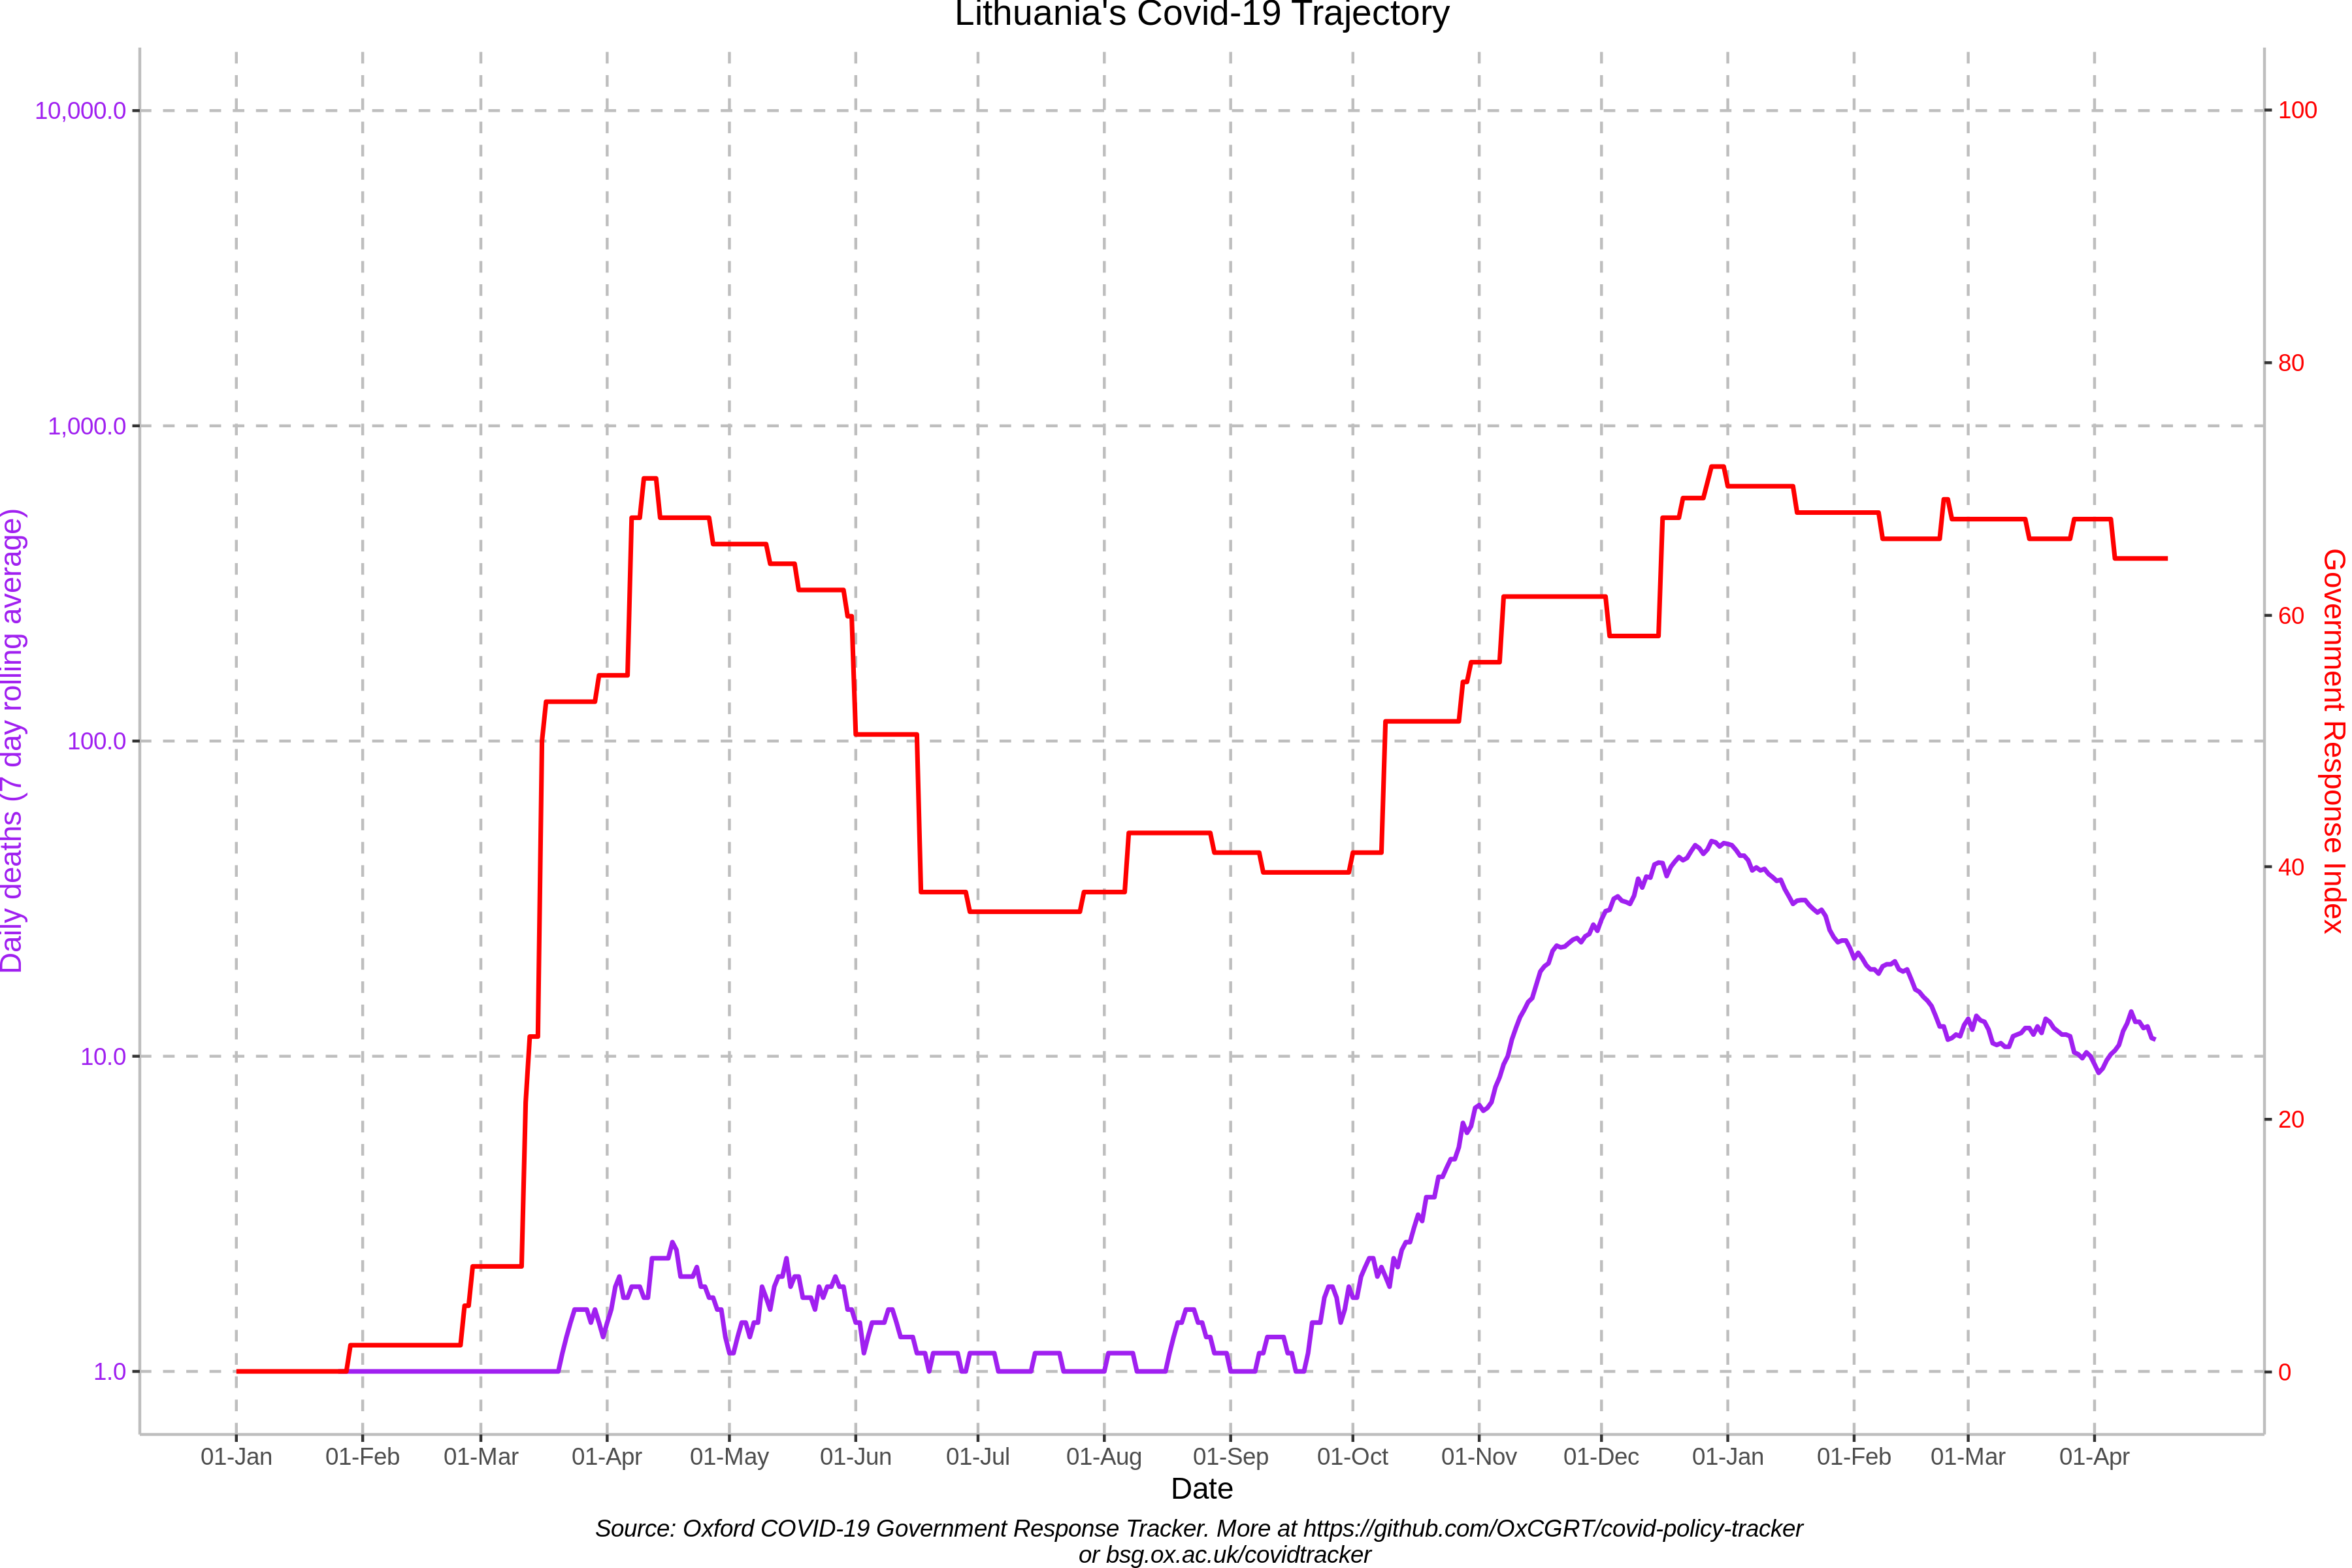 Lithuania's Covid-19 Trajectory
10,000.0
1,000.0
100.0
10.0
1.0
Daily deaths (7 day rolling average)
100
80
60
40
20
0
Government Response Index
01-Jan 01-Feb 01-Mar 01-Apr 01-May 01-Jun 01-Jul 01-Aug 01-Sep 01-Oct 01-Nov 01-Dec 01-Jan 01-Feb 01-Mar 01-Apr
Date
Source: Oxford COVID-19 Government Response Tracker. More at https://github.com/OxCGRT/covid-policy-tracker
or bsg.ox.ac.uk/covidtracker